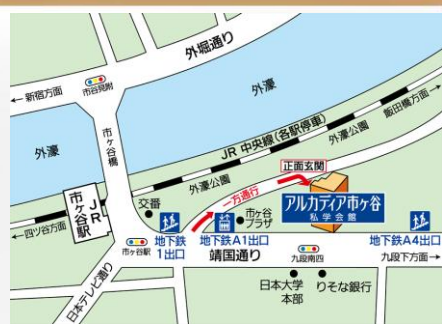 外堀通り
←新宿方面
市谷見附
外濠
外濠
市ヶ谷橋
JR 中央線(各駅停車)
外濠公園
飯田橋方面→
外濠
外濠公園
正面玄関
一方通行
アルカディア市ヶ谷
私学会館
JR
市ヶ谷駅
交番
市ヶ谷
プラザ
←四ツ谷方面
地下鉄
1出口
地下鉄A1出口
地下鉄A4出口
市ヶ谷駅
靖国通り
九段南四
九段下方面→
日本テレビ通り
日本大学
本部
りそな銀行